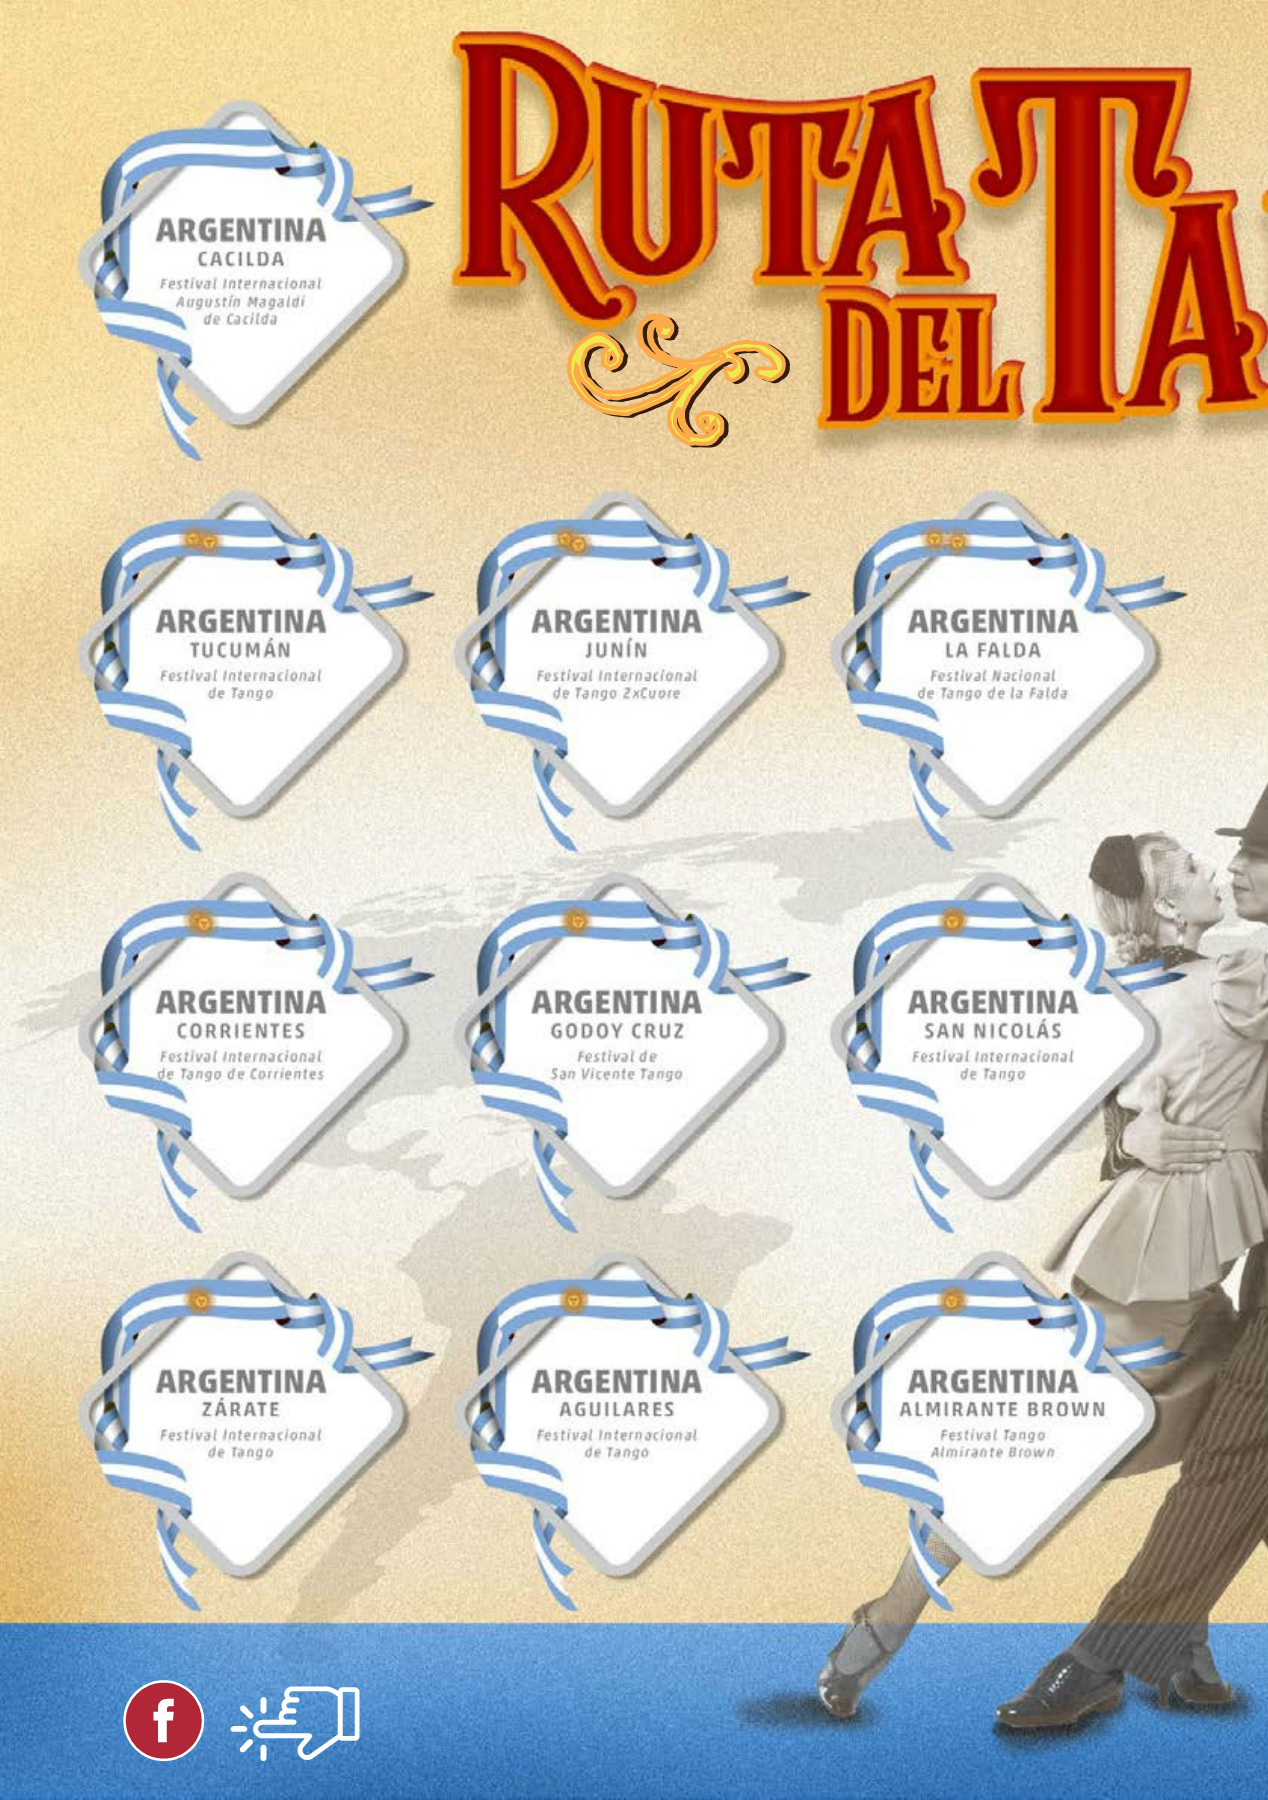 RUTA
DEL TA
ARGENTINA
CACILDA
Festival Internacional
Augustín Magaldi
de Cacilda
ARGENTINA
TUCUMÁN
Festival Internacional
de Tango
ARGENTINA
JUNÍN
Festival Internacional
de Tango 2xCuore
ARGENTINA
LA FALDA
Festival Nacional
de Tango de la Falda
ARGENTINA
CORRIENTES
Festival Internacional
de Tango de Corrientes
ARGENTINA
GODOY CRUZ
Festival de
San Vicente Tango
ARGENTINA
SAN NICOLÁS
Festival Internacional
de Tango
ARGENTINA
ZÁRATE
Festival Internacional
de Tango
ARGENTINA
AGUILARES
Festival Internacional
de Tango
ARGENTINA
ALMIRANTE BROWN
Festival Tango
Almirante Brown
f